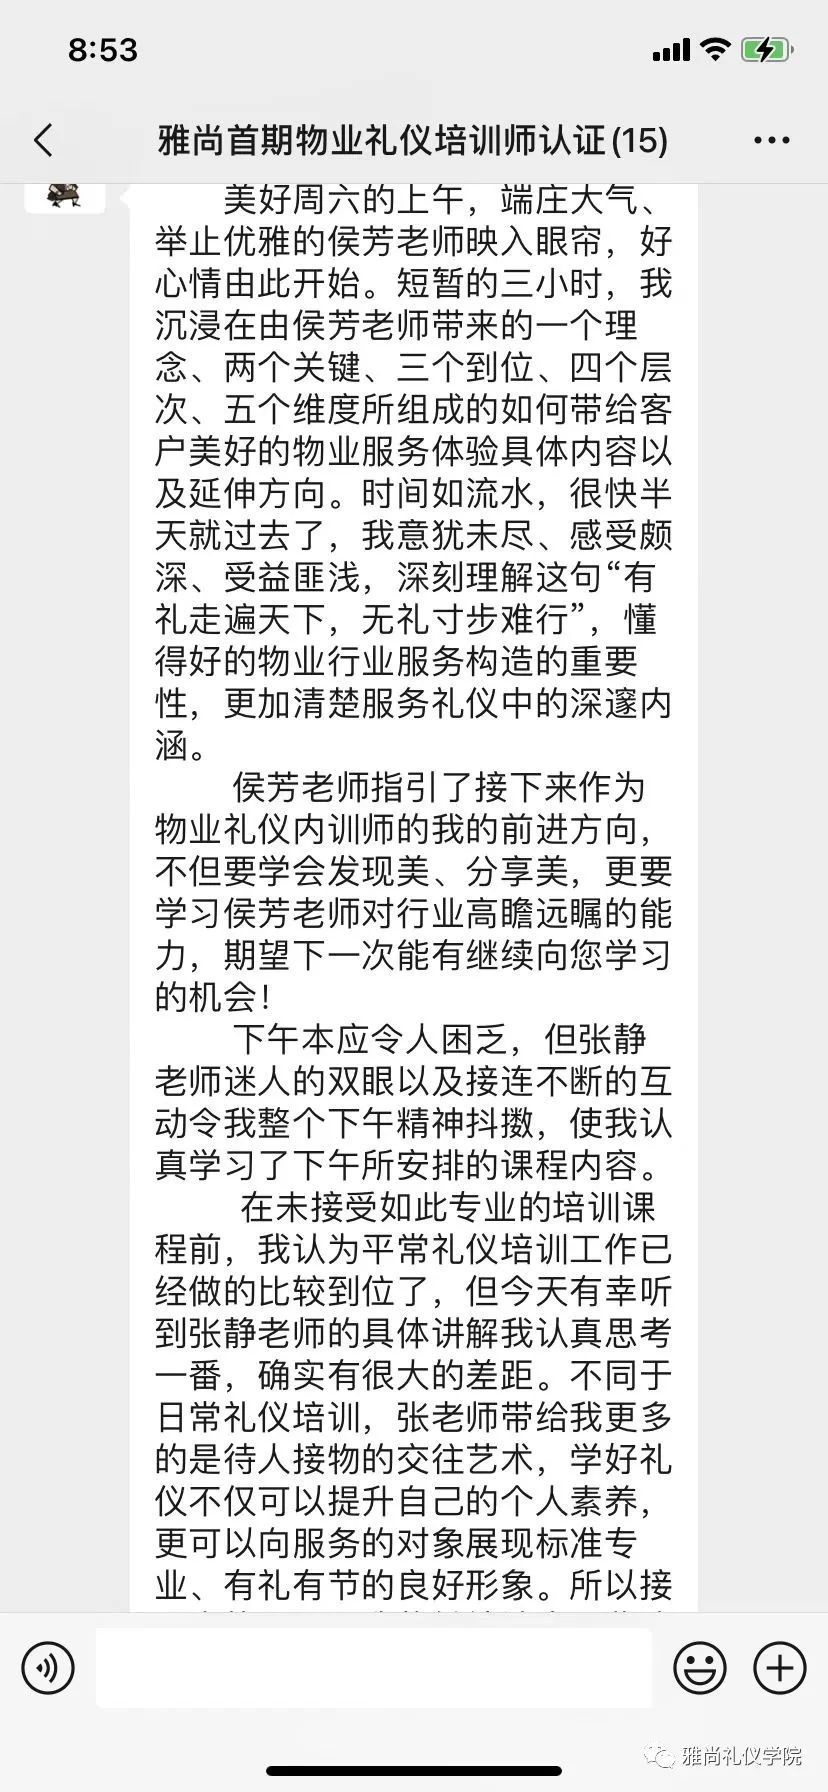 8:53
雅尚首期物业礼仪培训师认证(15)
美好周六的上午，端庄大气、
举止优雅的侯芳老师映入眼帘，好
心情由此开始。短暂的三小时，我
沉浸在由侯芳老师带来的一个理
念、两个关键、三个到位、四个层
次、五个维度所组成的如何带给客
户美好的物业服务体验具体内容以
及延伸方向。时间如流水，很快半
天就过去了，我意犹未尽、感受颇
深、受益匪浅，深刻理解这句“有
礼走遍天下，无礼寸步难行”，懂
得好的物业行业服务构造的重要
性，更加清楚服务礼仪中的深邃内
涵。
侯芳老师指引了接下来作为
物业礼仪内训师的我的前进方向，
不但要学会发现美、分享美，更要
学习侯芳老师对行业高瞻远瞩的能
力，期望下一次能有继续向您学习
的机会！
下午本应令人困乏，但张静
老师迷人的双眼以及接连不断的互
动令我整个下午精神抖擞，使我认
真学习了下午所安排的课程内容。
在未接受如此专业的培训课
程前，我认为平常礼仪培训工作已
经做的比较到位了，但今天有幸听
到张静老师的具体讲解我认真思考
一番，确实有很大的差距。不同于
日常礼仪培训，张老师带给我更多
的是待人接物的交往艺术，学好礼
仪不仅可以提升自己的个人素养，
更可以向服务的对象展现标准专
业、有礼有节的良好形象。所以接
雅尚礼仪学院